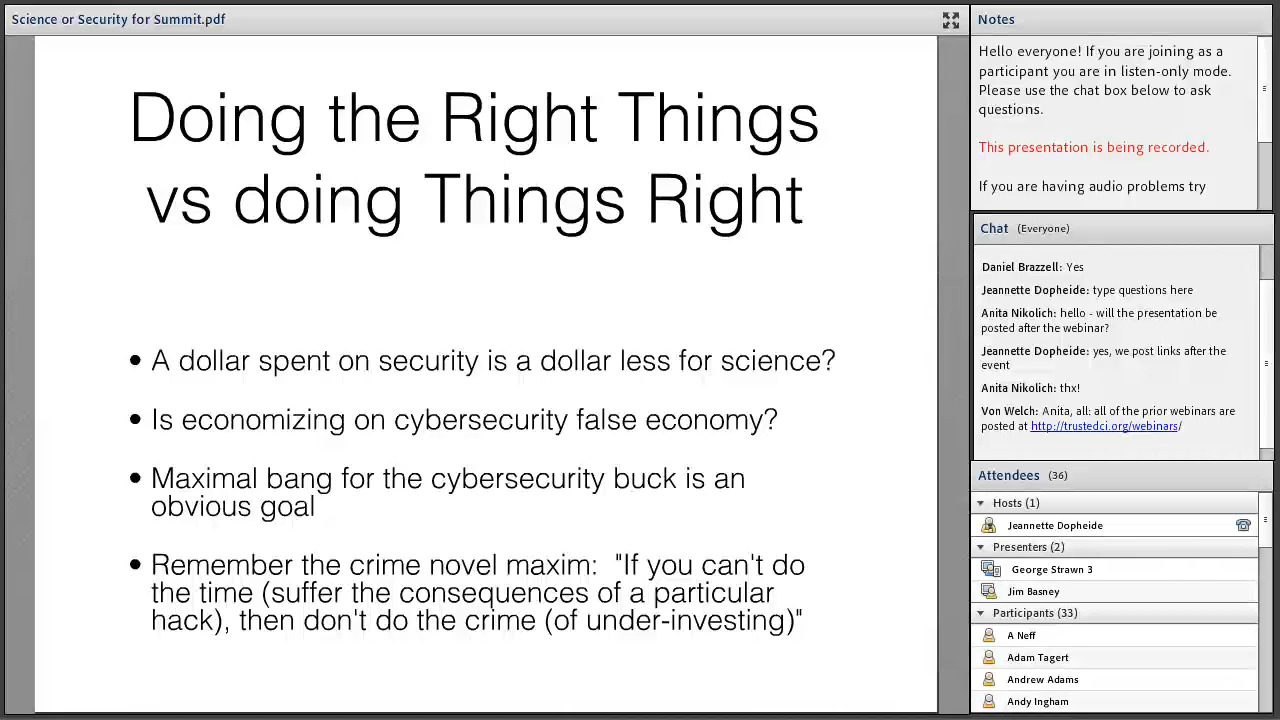 Science or Security for Summit.pdf
Doing the Right Things
vs doing Things Right
• A dollar spent on security is a dollar less for science?
• Is economizing on cybersecurity false economy?
• Maximal bang for the cybersecurity buck is an
obvious goal
• Remember the crime novel maxim: "If you can't do
the time (suffer the consequences of a particular
hack), then don't do the crime (of under-investing)"
Notes
Hello everyone! If you are joining as a
participant you are in listen-only mode.
Please use the chat box below to ask
questions.
This presentation is being recorded.
If you are having audio problems try
Chat (Everyone)
Daniel Brazzell: Yes
Jeannette Dopheide: type questions here
Anita Nikolich: hello - will the presentation be
posted after the webinar?
Jeannette Dopheide: yes, we post links after the
event
Anita Nikolich: thx!
Von Welch: Anita, all: all of the prior webinars are
posted at http://trustedci.org/webinars/
Attendees (36)
Hosts (1)
Jeannette Dopheide
Presenters (2)
George Strawn 3
Jim Basney
Participants (33)
A Neff
Adam Tagert
Andrew Adams
Andy Ingham